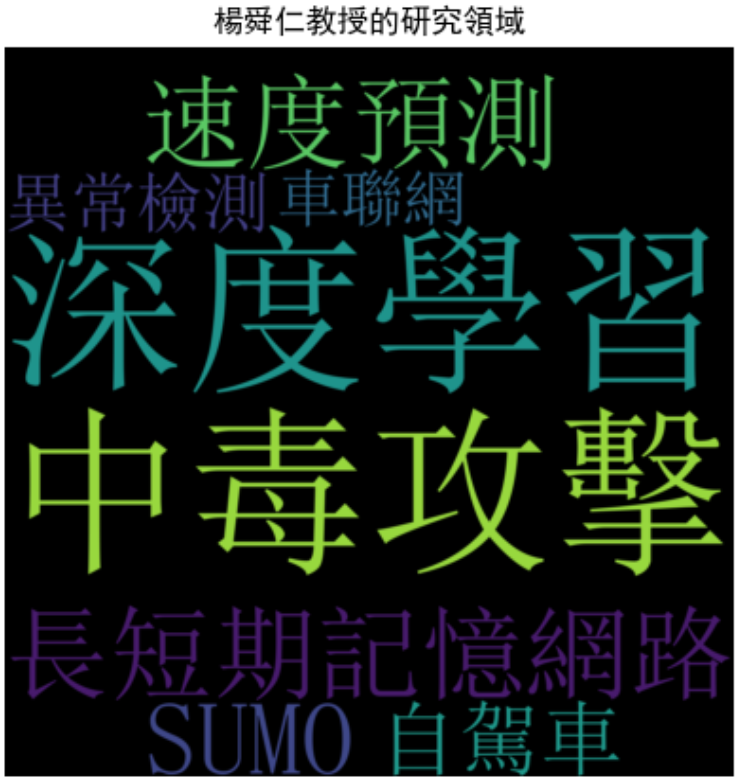 楊舜仁教授的研究領域
速度預測
異常檢測 車聯網
深度學習
中毒攻擊
長短期記憶網路
SUMO 自駕車